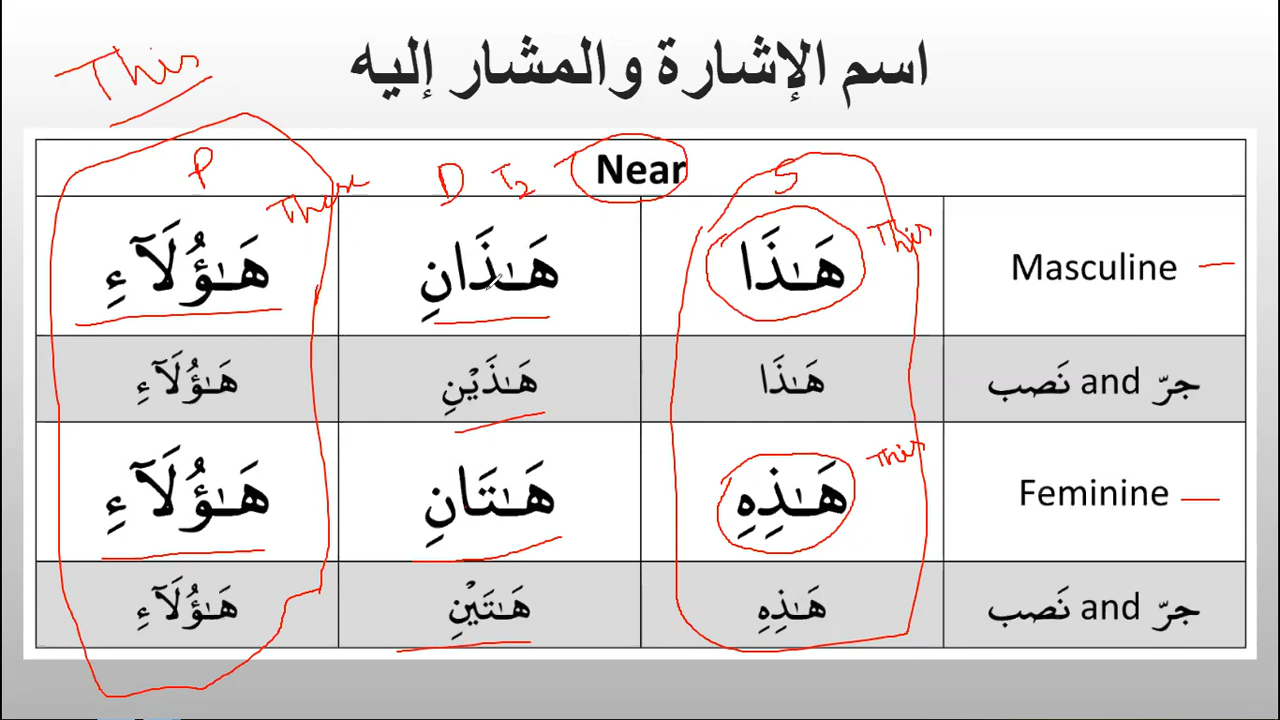 اسم الإشارة والمشار إليه
This
Near
S
D T2
P
Masculine
هَـٰذَا
This
هَـٰذَانِ
هَـٰؤُلَآءِ
These
جرّ and نَصب
هَـٰذَا
هَـٰذَيْنِ
هَـٰؤُلَآءِ
Feminine
هَـٰذِهِ
This
هَـٰتَانِ
هَـٰؤُلَآءِ
جرّ and نَصب
هَـٰذِهِ
هَـٰتَيْنِ
هَـٰؤُلَآءِ